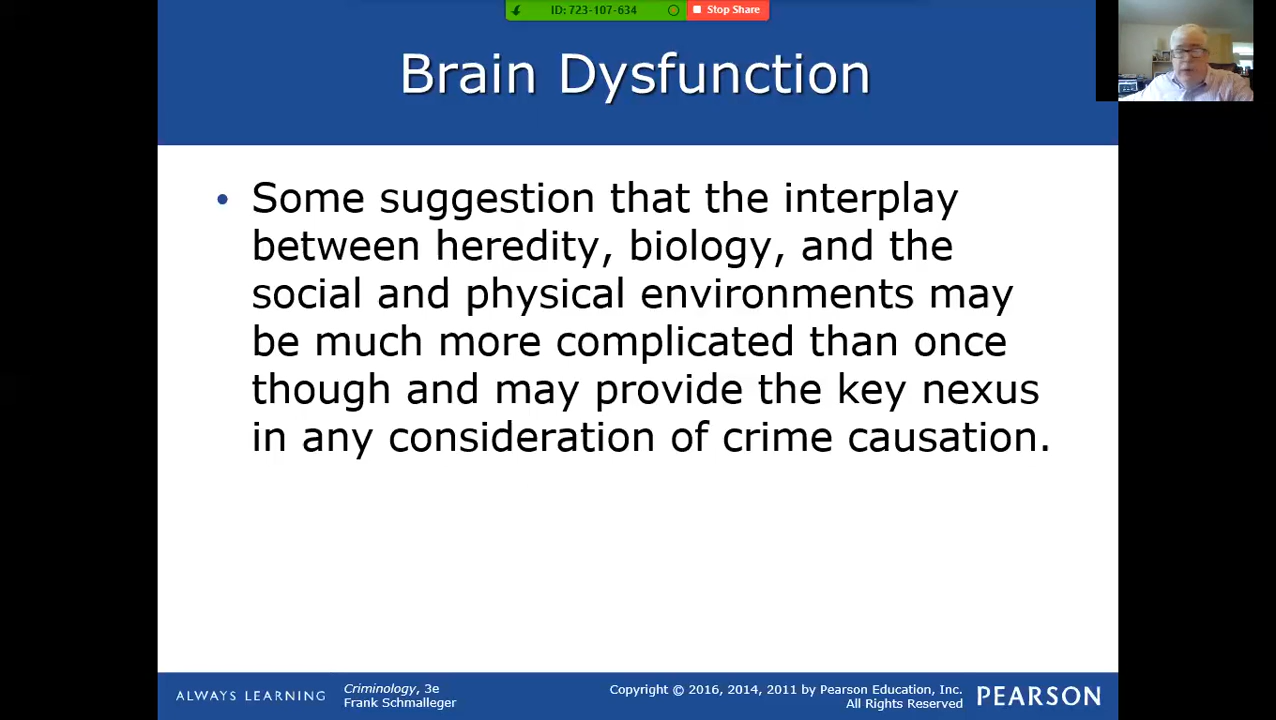 ID: 723-107-634
Stop Share
Brain Dysfunction
• Some suggestion that the interplay
between heredity, biology, and the
social and physical environments may
be much more complicated than once
though and may provide the key nexus
in any consideration of crime causation.
ALWAYS LEARNING
Criminology, 3e
Frank Schmalleger
Copyright © 2016, 2014, 2011 by Pearson Education, Inc.
All Rights Reserved
PEARSON